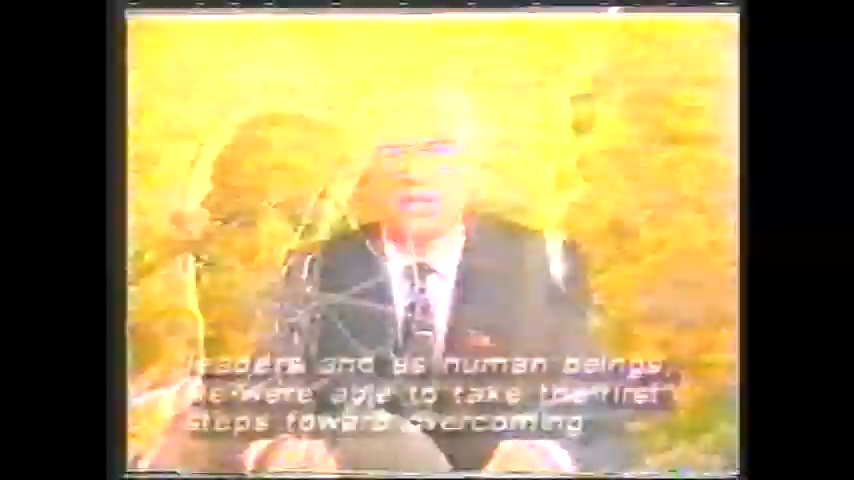 leaders and as human beings,
we were able to take the first
steps toward overcoming